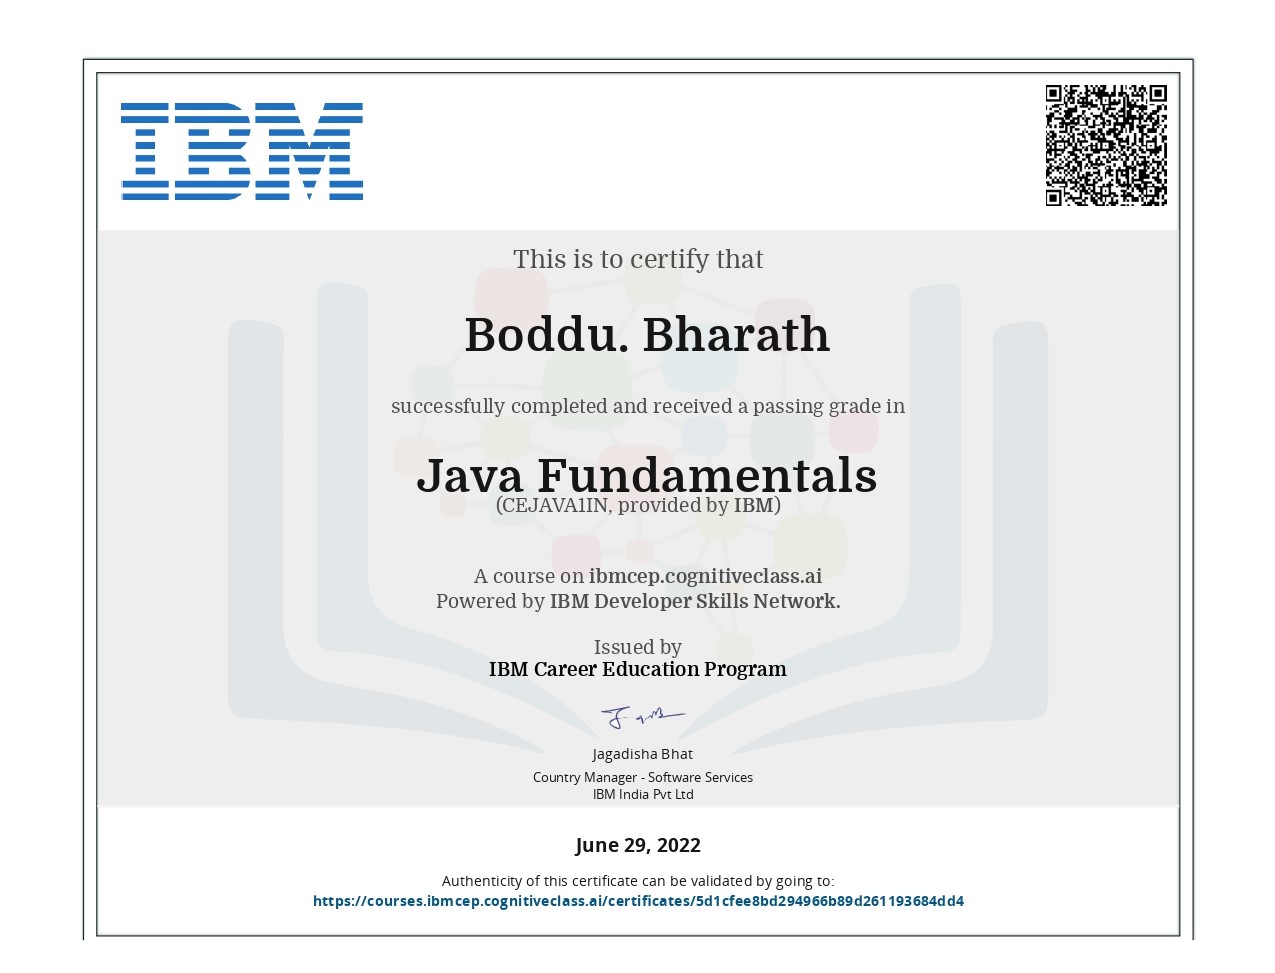 IBM
This is to certify that
Boddu. Bharath
successfully completed and received a passing grade in
Java Fundamentals
(CEJAVA1IN, provided by IBM)
A course on ibmcep.cognitiveclass.ai
Powered by IBM Developer Skills Network.
Issued by
IBM Career Education Program
Jagadisha Bhat
Country Manager - Software Services
IBM India Pvt Ltd
June 29, 2022
Authenticity of this certificate can be validated by going to:
https://courses.ibmcep.cognitiveclass.ai/certificates/5d1cfee8bd294966b89d261193684dd4